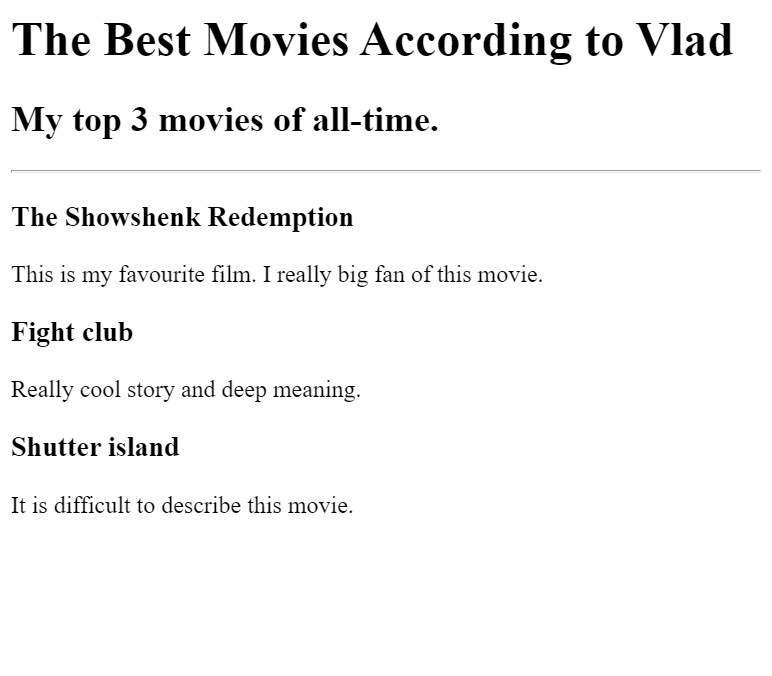 The Best Movies According to Vlad
My top 3 movies of all-time.
The Showshenk Redemption
This is my favourite film. I really big fan of this movie.
Fight club
Really cool story and deep meaning.
Shutter island
It is difficult to describe this movie.